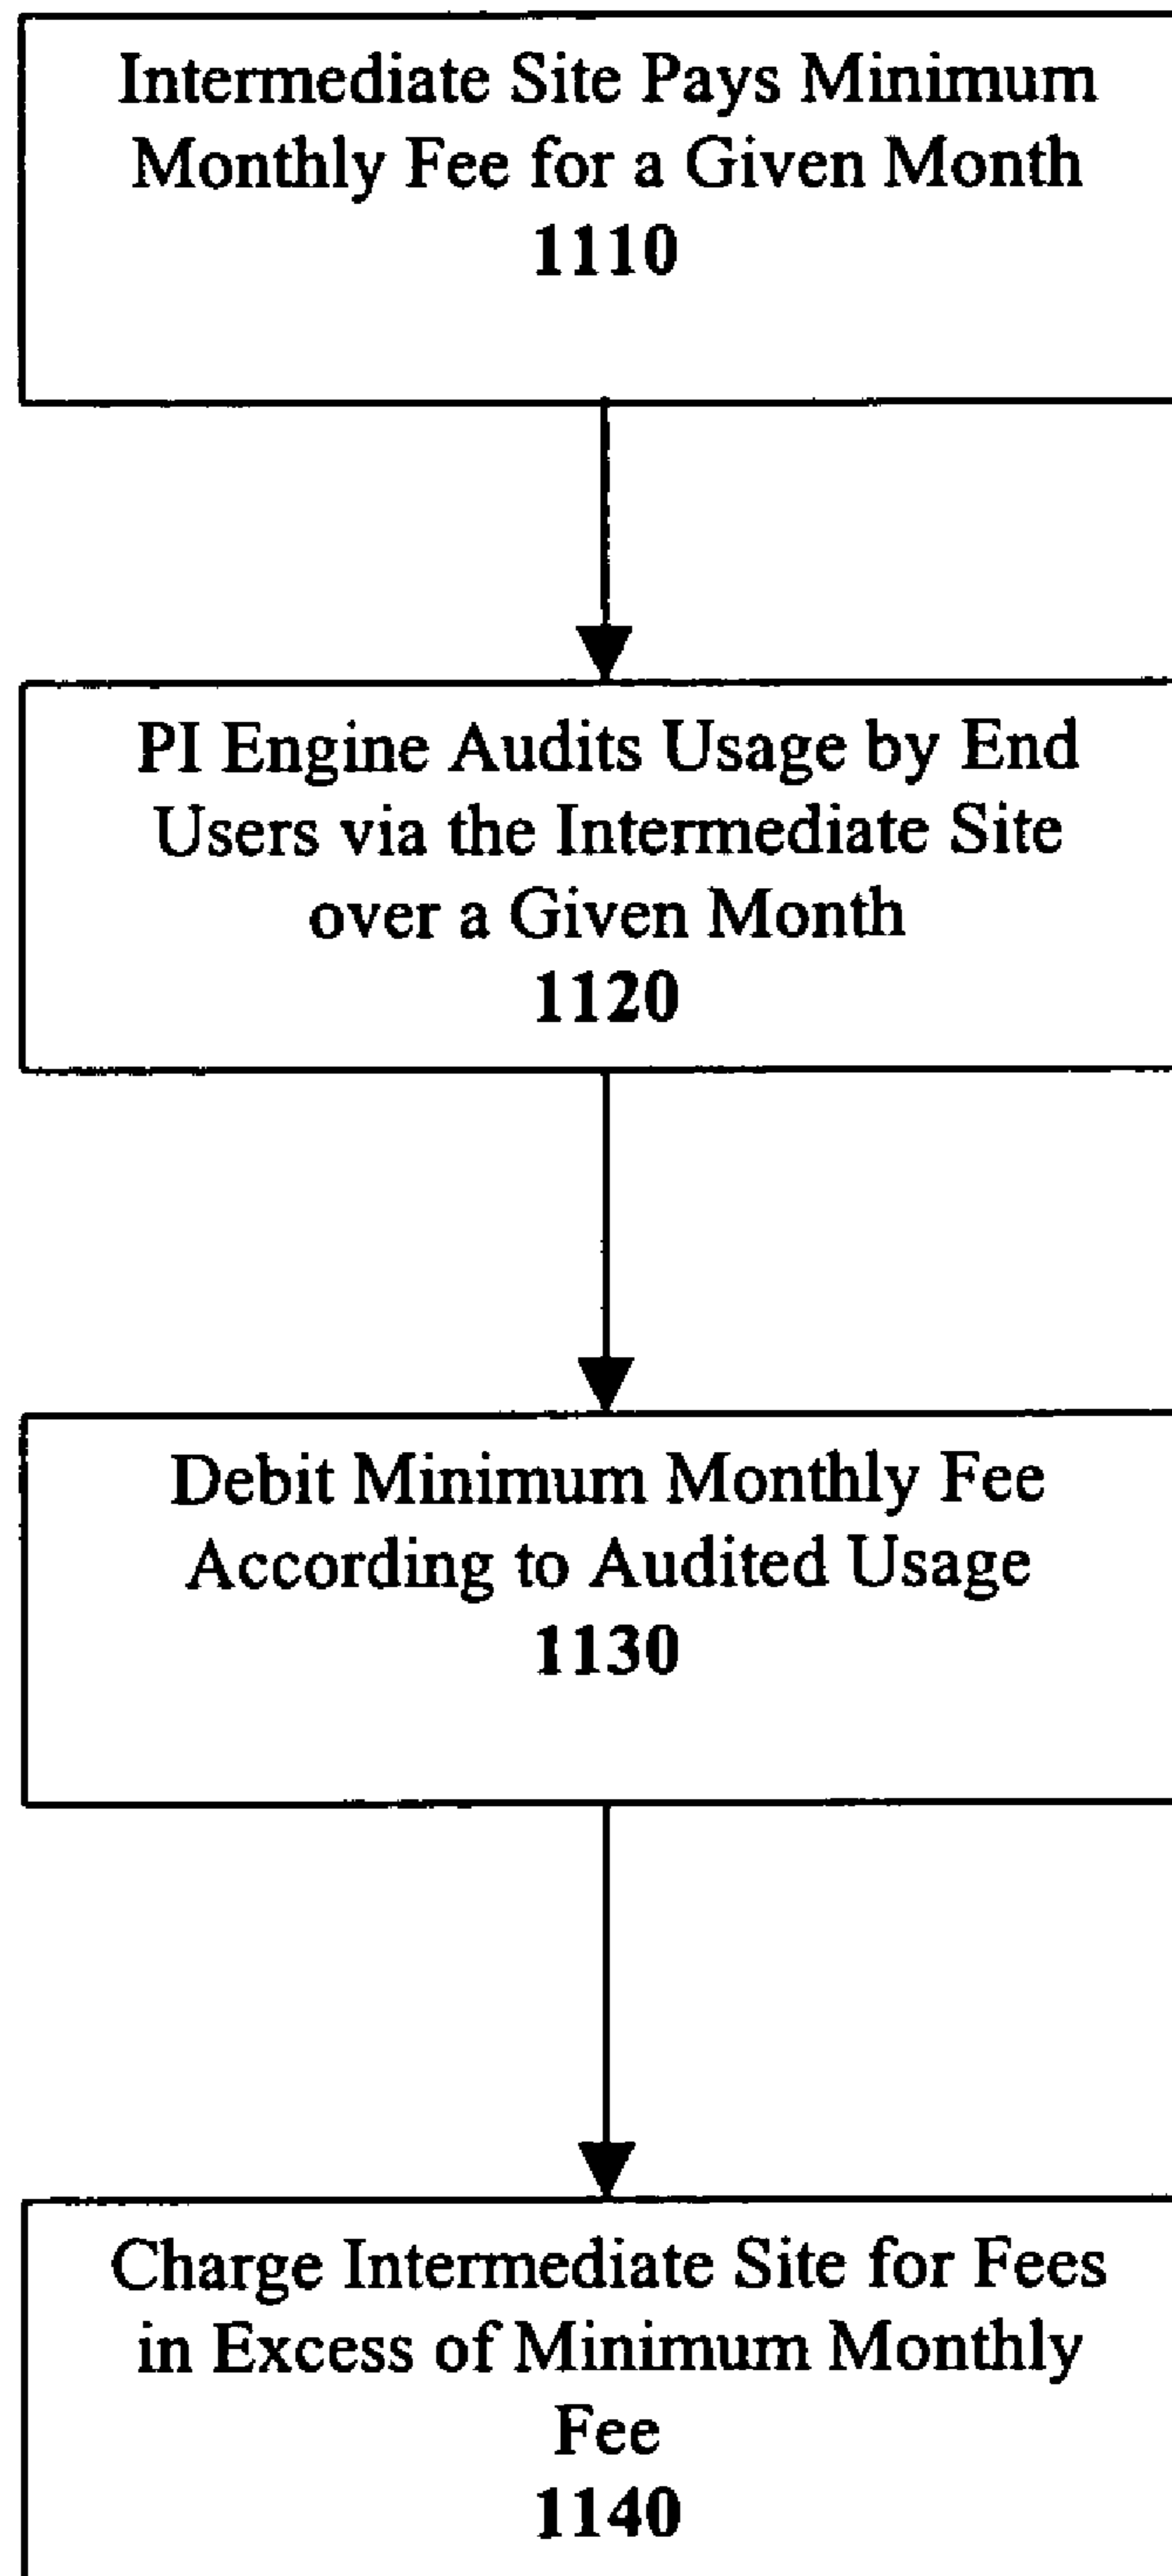 Intermediate Site Pays Minimum
Monthly Fee for a Given Month
1110
PI Engine Audits Usage by End
Users via the Intermediate Site
over a Given Month
1120
Debit Minimum Monthly Fee
According to Audited Usage
1130
Charge Intermediate Site for Fees
in Excess of Minimum Monthly
Fee
1140